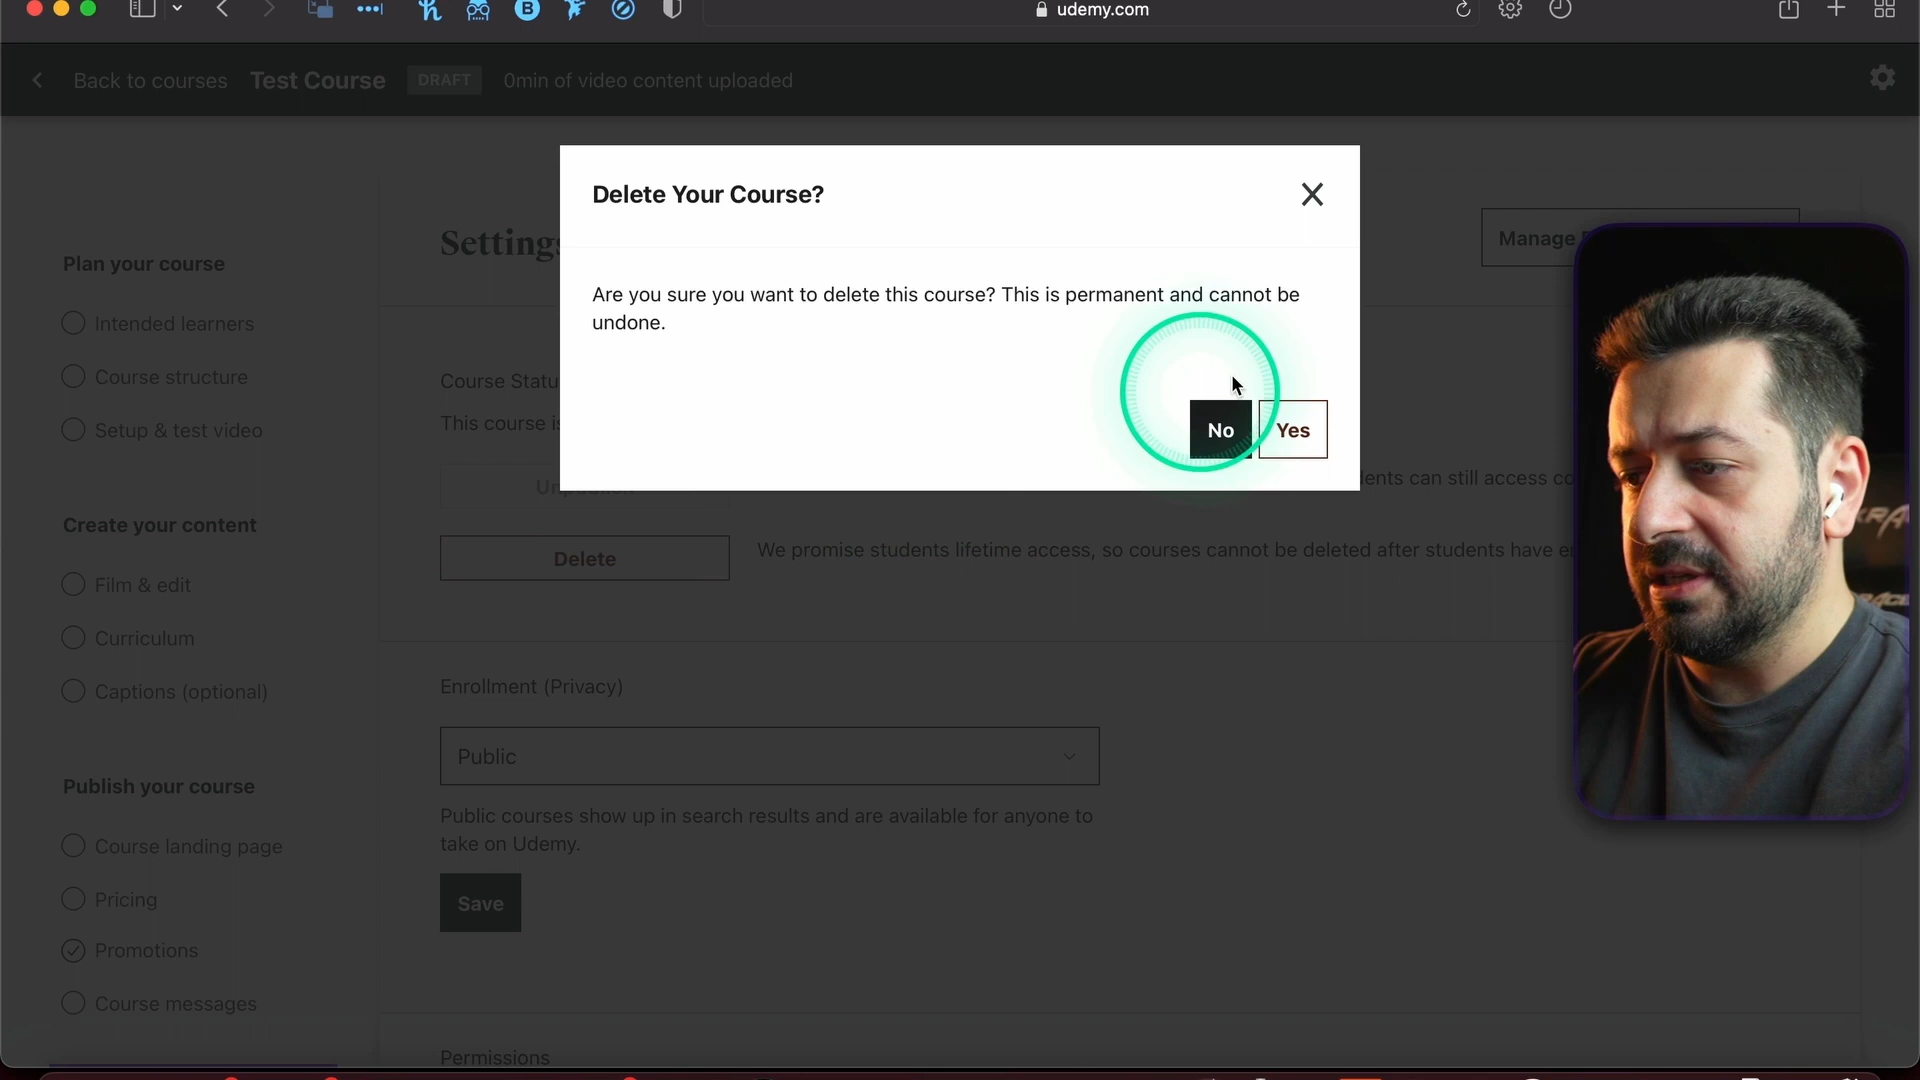 udemy.com
Back to courses
Test Course
DRAFT
0min of video content uploaded
Delete Your Course?
Are you sure you want to delete this course? This is permanent and cannot be
undone.
No
Yes
Settings
Manage
Plan your course
Intended learners
Course structure
Setup & test video
Create your content
Film & edit
Curriculum
Captions (optional)
Publish your course
Course landing page
Pricing
Promotions
Course messages
Course Statu
This course is
dents can still access co
Delete
We promise students lifetime access, so courses cannot be deleted after students have e
Enrollment (Privacy)
Public
Public courses show up in search results and are available for anyone to
take on Udemy.
Save
Permissions